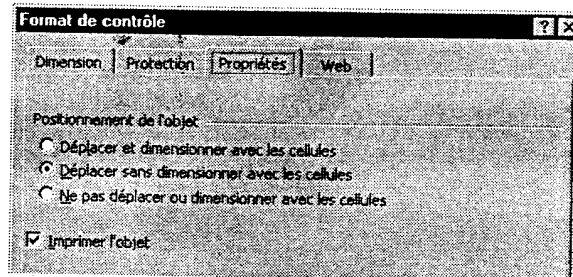 Format de contrôle
Dimension Protection Propriétés Web
Positionnement de l'objet
Déplacer et dimensionner avec les cellules
Déplacer sans dimensionner avec les cellules
Ne pas déplacer ou dimensionner avec les cellules
Imprimer l'objet